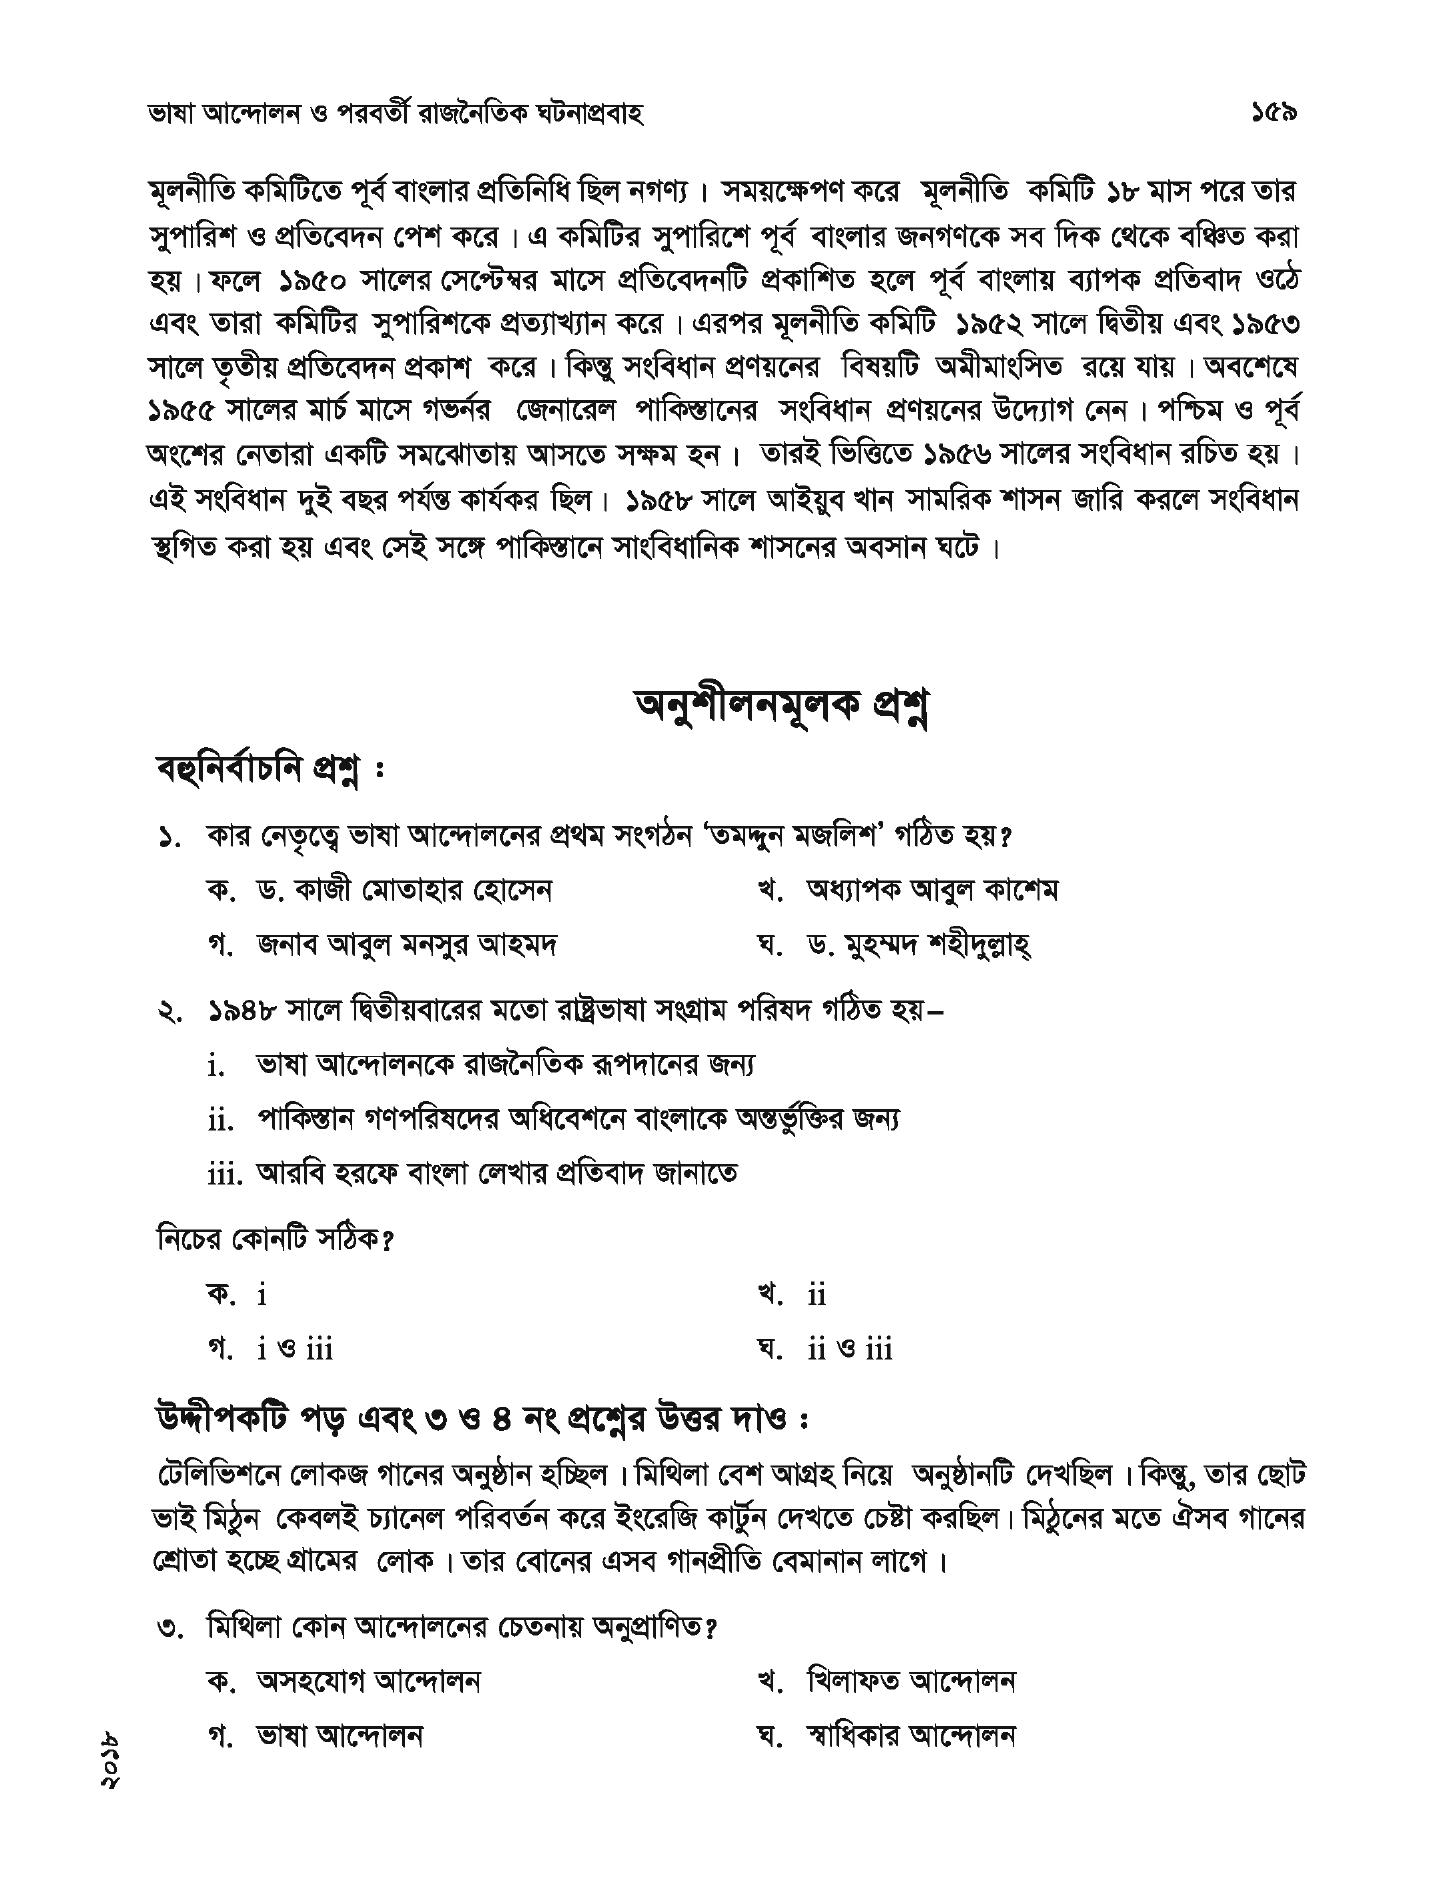 ভাষা আন্দোলন ও পরবর্তী রাজনৈতিক ঘটনাপ্রবাহ ১৫৯
মূলনীতি কমিটিতে পূর্ব বাংলার প্রতিনিধি ছিল নগণ্য। সময়ক্ষেপণ করে মূলনীতি কমিটি ১৮ মাস পরে তার
সুপারিশ ও প্রতিবেদন পেশ করে। এ কমিটির সুপারিশে পূর্ব বাংলার জনগণকে সব দিক থেকে বঞ্চিত করা
হয়। ফলে ১৯৫০ সালের সেপ্টেম্বর মাসে প্রতিবেদনটি প্রকাশিত হলে পূর্ব বাংলায় ব্যাপক প্রতিবাদ ওঠে
এবং তারা কমিটির সুপারিশকে প্রত্যাখ্যান করে। এরপর মূলনীতি কমিটি ১৯৫২ সালে দ্বিতীয় এবং ১৯৫৩
সালে তৃতীয় প্রতিবেদন প্রকাশ করে। কিন্তু সংবিধান প্রণয়নের বিষয়টি অমীমাংসিত রয়ে যায়। অবশেষে
১৯৫৫ সালের মার্চ মাসে গভর্নর জেনারেল পাকিস্তানের সংবিধান প্রণয়নের উদ্যোগ নেন। পশ্চিম ও পূর্ব
অংশের নেতারা একটি সমঝোতায় আসতে সক্ষম হন। তারই ভিত্তিতে ১৯৫৬ সালের সংবিধান রচিত হয়।
এই সংবিধান দুই বছর পর্যন্ত কার্যকর ছিল। ১৯৫৮ সালে আইয়ুব খান সামরিক শাসন জারি করলে সংবিধান
স্থগিত করা হয় এবং সেই সঙ্গে পাকিস্তানে সাংবিধানিক শাসনের অবসান ঘটে।
অনুশীলনমূলক প্রশ্ন
বহুনির্বাচনি প্রশ্ন :
১. কার নেতৃত্বে ভাষা আন্দোলনের প্রথম সংগঠন ‘তমদ্দুন মজলিশ’ গঠিত হয়?
ক. ড. কাজী মোতাহার হোসেন খ. অধ্যাপক আবুল কাশেম
গ. জনাব আবুল মনসুর আহমদ ঘ. ড. মুহম্মদ শহীদুল্লাহ্
২. ১৯৪৮ সালে দ্বিতীয়বারের মতো রাষ্ট্রভাষা সংগ্রাম পরিষদ গঠিত হয়–
i. ভাষা আন্দোলনকে রাজনৈতিক রূপদানের জন্য
ii. পাকিস্তান গণপরিষদের অধিবেশনে বাংলাকে অন্তর্ভুক্তির জন্য
iii. আরবি হরফে বাংলা লেখার প্রতিবাদ জানাতে
নিচের কোনটি সঠিক?
ক. i খ. ii
গ. i ও iii ঘ. ii ও iii
উদ্দীপকটি পড় এবং ৩ ও ৪ নং প্রশ্নের উত্তর দাও :
টেলিভিশনে লোকজ গানের অনুষ্ঠান হচ্ছিল। মিথিলা বেশ আগ্রহ নিয়ে অনুষ্ঠানটি দেখছিল। কিন্তু, তার ছোট
ভাই মিঠুন কেবলই চ্যানেল পরিবর্তন করে ইংরেজি কার্টুন দেখতে চেষ্টা করছিল। মিঠুনের মতে ঐসব গানের
শ্রোতা হচ্ছে গ্রামের লোক। তার বোনের এসব গানপ্রীতি বেমানান লাগে।
৩. মিথিলা কোন আন্দোলনের চেতনায় অনুপ্রাণিত?
ক. অসহযোগ আন্দোলন খ. খিলাফত আন্দোলন
গ. ভাষা আন্দোলন ঘ. স্বাধিকার আন্দোলন
২০১৮